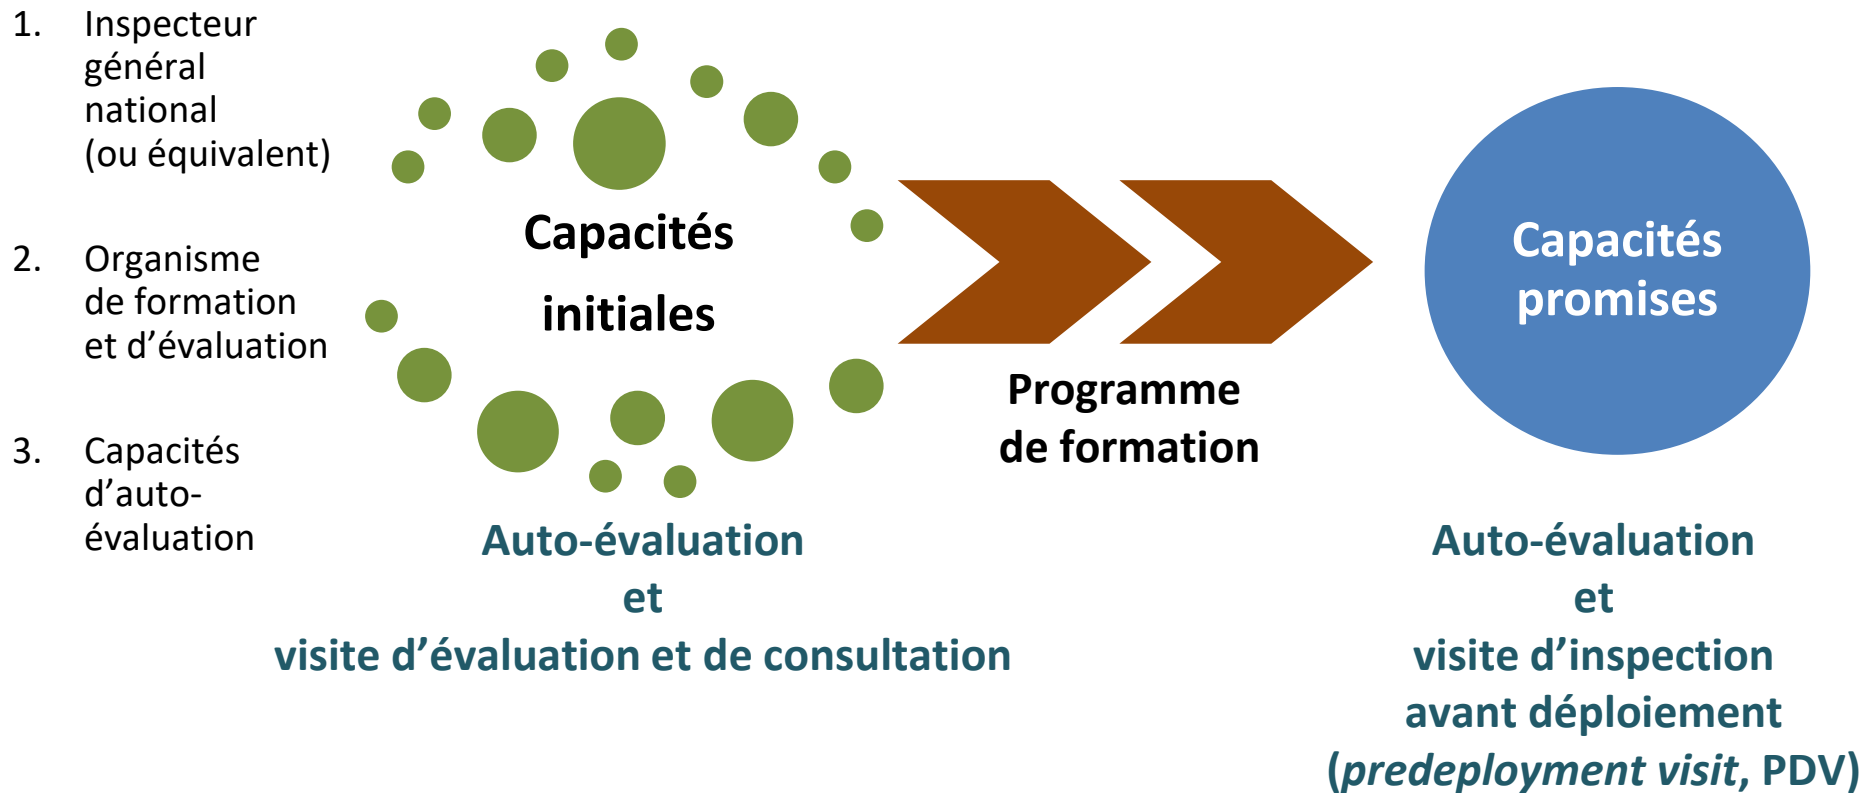 1. Inspecteur
général
national
(ou équivalent)
2. Organisme
de formation
et d’évaluation
3. Capacités
d’auto-
évaluation
Capacités
initiales
Auto-évaluation
et
visite d’évaluation et de consultation
Programme
de formation
Capacités
promises
Auto-évaluation
et
visite d’inspection
avant déploiement
(predeployment visit, PDV)